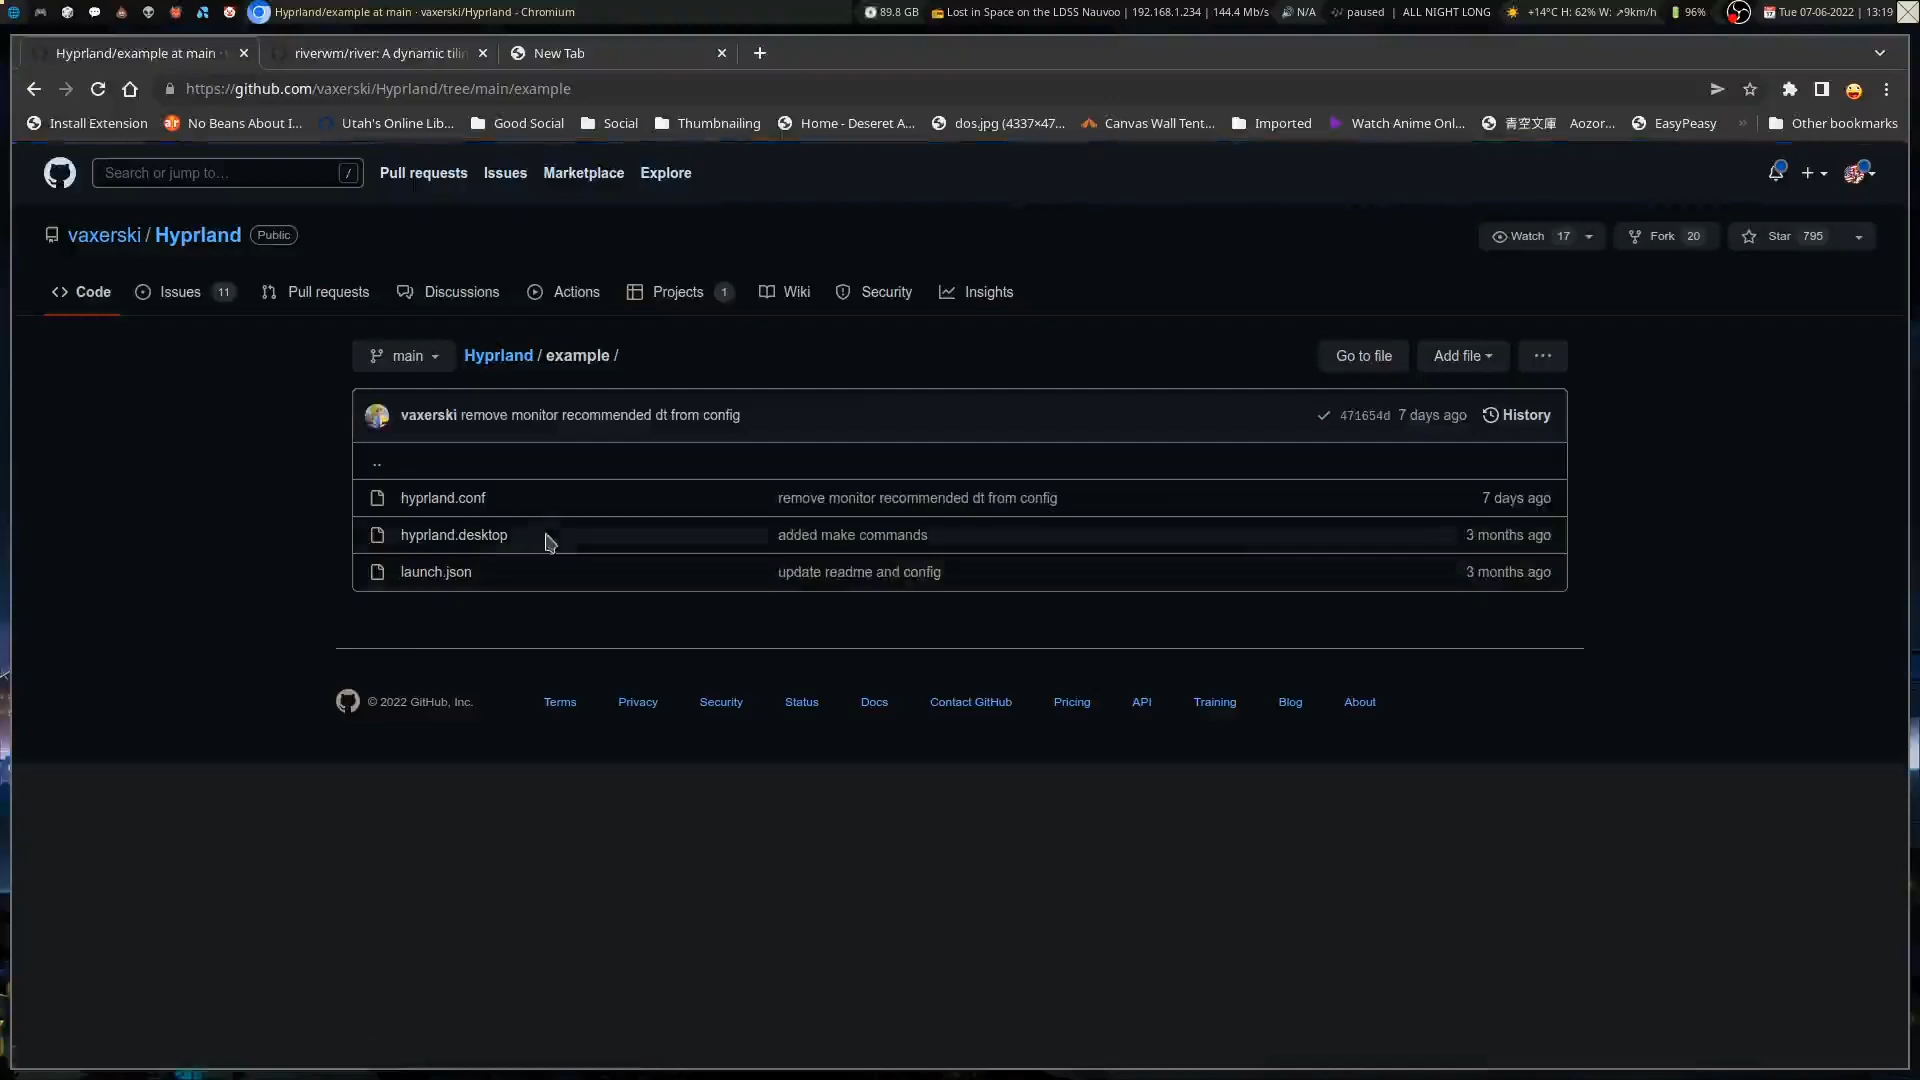 Hyprland/example at main · vaxerski/Hyprland - Chromium
89.8 GB
Lost in Space on the LDSS Nauvoo | 192.168.1.234 | 144.4 Mb/s
N/A
paused | ALL NIGHT LONG
+14°C H: 62% W: ↗9km/h
96%
Tue 07-06-2022 | 13:19
Hyprland/example at main ·
riverwm/river: A dynamic tilin
New Tab
https://github.com/vaxerski/Hyprland/tree/main/example
Install Extension
No Beans About I...
Utah's Online Lib...
Good Social
Social
Thumbnailing
Home - Deseret A...
dos.jpg (4337×47...
Canvas Wall Tent...
Imported
Watch Anime Onl...
青空文庫 Aozor...
EasyPeasy
»
Other bookmarks
Search or jump to...
/
Pull requests
Issues
Marketplace
Explore
vaxerski / Hyprland
Public
Watch 17
Fork 20
Star 795
Code
Issues 11
Pull requests
Discussions
Actions
Projects 1
Wiki
Security
Insights
main
Hyprland / example /
Go to file
Add file
...
vaxerski remove monitor recommended dt from config
471654d 7 days ago
History
..
hyprland.conf
remove monitor recommended dt from config
7 days ago
hyprland.desktop
added make commands
3 months ago
launch.json
update readme and config
3 months ago
© 2022 GitHub, Inc.
Terms
Privacy
Security
Status
Docs
Contact GitHub
Pricing
API
Training
Blog
About